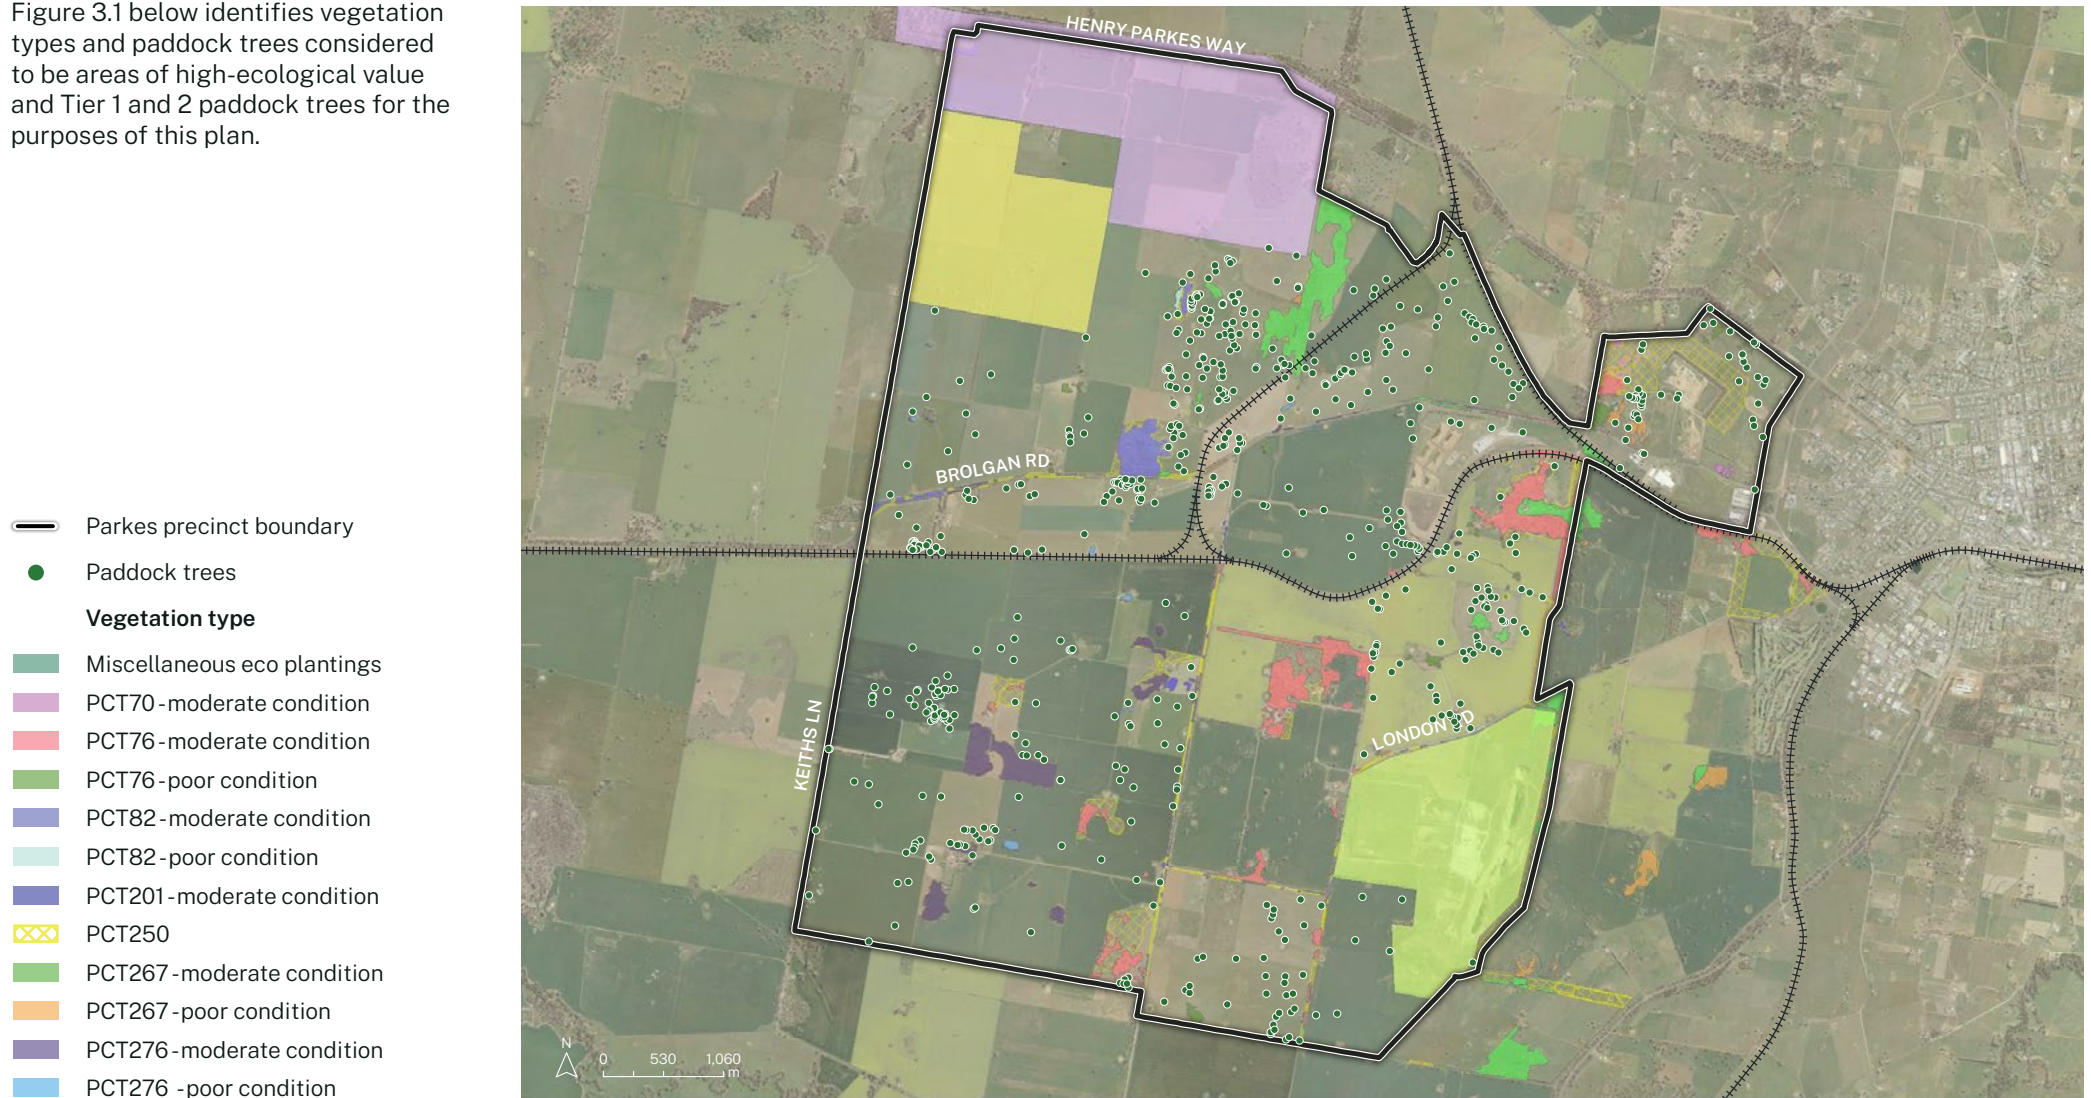 Figure 3.1 below identifies vegetation
types and paddock trees considered
to be areas of high-ecological value
and Tier 1 and 2 paddock trees for the
purposes of this plan.
Parkes precinct boundary
Paddock trees
Vegetation type
Miscellaneous eco plantings
PCT70 - moderate condition
PCT76 - moderate condition
PCT76 - poor condition
PCT82 - moderate condition
PCT82 - poor condition
PCT201 - moderate condition
PCT250
PCT267 - moderate condition
PCT267 - poor condition
PCT276 - moderate condition
PCT276 - poor condition
HENRY PARKES WAY
BROLGAN RD
KEITHS LN
LONDON RD
N
0 530 1,060
m